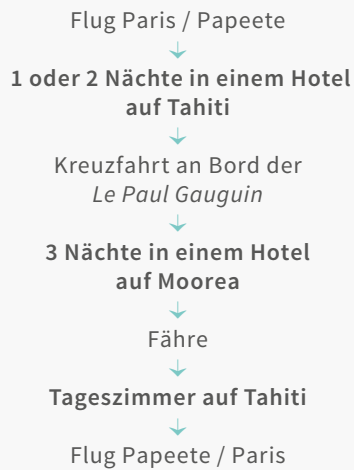 Flug Paris / Papeete
↓
1 oder 2 Nächte in einem Hotel
auf Tahiti
↓
Kreuzfahrt an Bord der
Le Paul Gauguin
↓
3 Nächte in einem Hotel
auf Moorea
↓
Fähre
↓
Tageszimmer auf Tahiti
↓
Flug Papeete / Paris